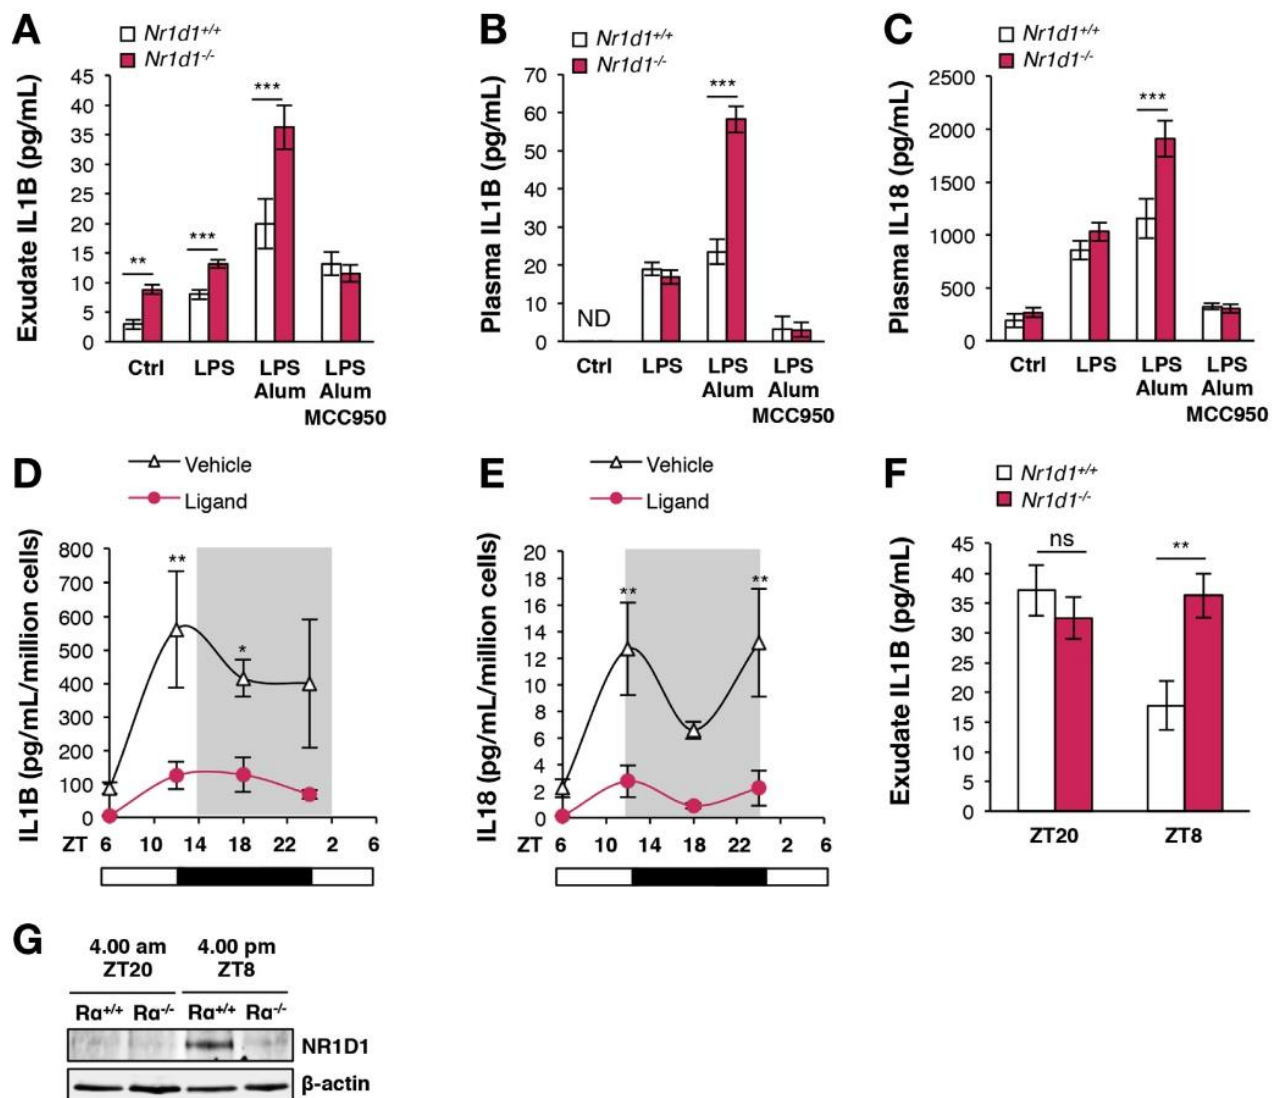 A
Nr1d1+/+
Nr1d1-/-
Exudate IL1B (pg/mL)
45
40
35
30
25
20
15
10
5
0
**
***
***
Ctrl
LPS
LPS
Alum
LPS
Alum
MCC950
B
Nr1d1+/+
Nr1d1-/-
Plasma IL1B (pg/mL)
70
60
50
40
30
20
10
0
ND
***
LPS
LPS
Alum
LPS
Alum
MCC950
C
Nr1d1+/+
Nr1d1-/-
Plasma IL18 (pg/mL)
2500
2000
1500
1000
500
0
***
Ctrl
LPS
LPS
Alum
LPS
Alum
MCC950
D
Vehicle
Ligand
IL1B (pg/mL/million cells)
800
700
600
500
400
300
200
100
0
**
*
ZT 6 10 14 18 22 2 6
E
Vehicle
Ligand
IL18 (pg/mL/million cells)
20
18
16
14
12
10
8
6
4
2
0
**
**
ZT 6 10 14 18 22 2 6
F
Nr1d1+/+
Nr1d1-/-
Exudate IL1B (pg/mL)
45
40
35
30
25
20
15
10
5
0
ns
**
ZT20 ZT8
G
4.00 am 4.00 pm
ZT20 ZT8
Rα+/+ Rα-/- Rα+/+ Rα-/-
NR1D1
β-actin